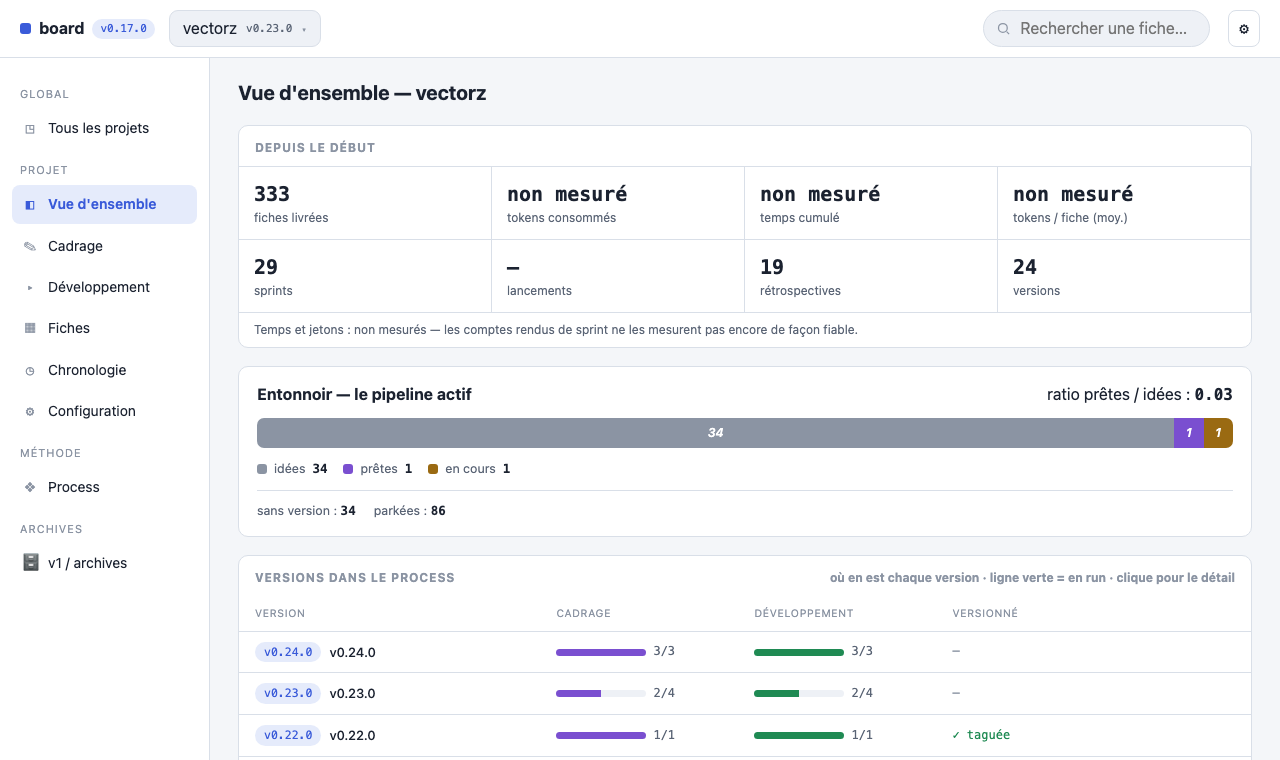 board v0.17.0 vectorz v0.23.0 Rechercher une fiche...
GLOBAL
Tous les projets
PROJET
Vue d'ensemble
Cadrage
Développement
Fiches
Chronologie
Configuration
MÉTHODE
Process
ARCHIVES
v1 / archives
Vue d'ensemble — vectorz
DEPUIS LE DÉBUT
333 non mesuré non mesuré non mesuré
fiches livrées tokens consommés temps cumulé tokens / fiche (moy.)
29 — 19 24
sprints lancements rétrospectives versions
Temps et jetons : non mesurés — les comptes rendus de sprint ne les mesurent pas encore de façon fiable.
Entonnoir — le pipeline actif ratio prêtes / idées : 0.03
34 1 1
idées 34 prêtes 1 en cours 1
sans version : 34 parkées : 86
VERSIONS DANS LE PROCESS où en est chaque version · ligne verte = en run · clique pour le détail
VERSION CADRAGE DÉVELOPPEMENT VERSIONNÉ
v0.24.0 v0.24.0 3/3 3/3 —
v0.23.0 v0.23.0 2/4 2/4 —
v0.22.0 v0.22.0 1/1 1/1 ✓ taguée